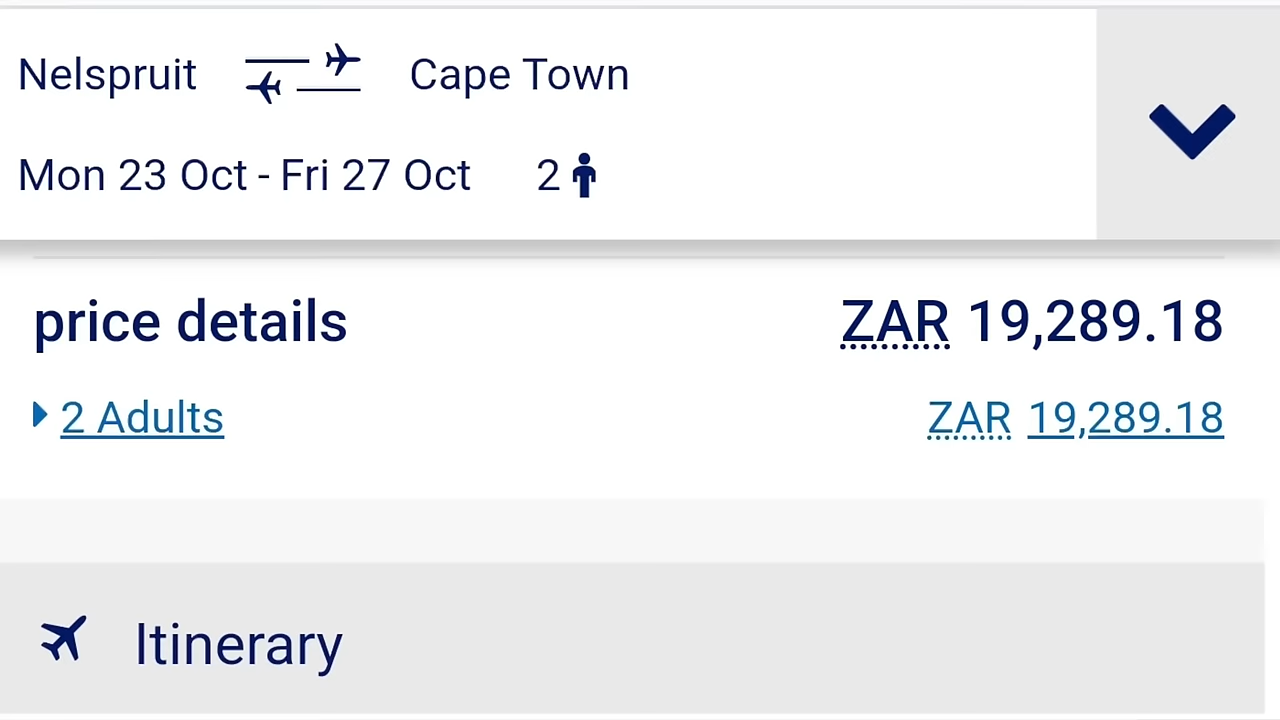 Nelspruit Cape Town
Mon 23 Oct - Fri 27 Oct 2
price details ZAR 19,289.18
2 Adults ZAR 19,289.18
Itinerary